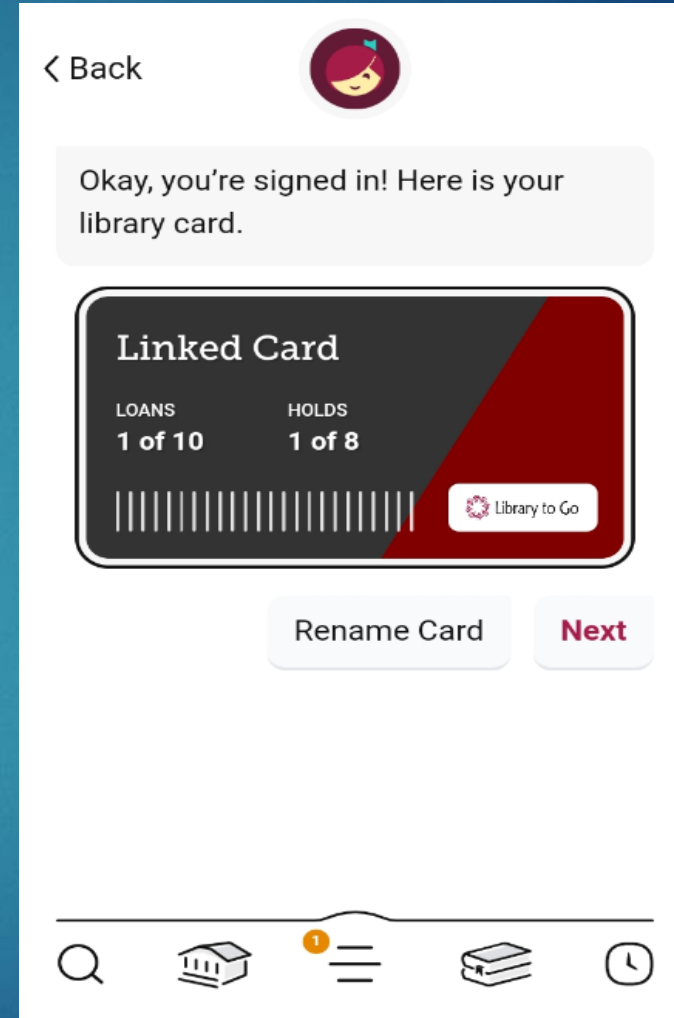 Back
Okay, you’re signed in! Here is your
library card.
Linked Card
LOANS HOLDS
1 of 10 1 of 8
Library to Go
Rename Card Next
1